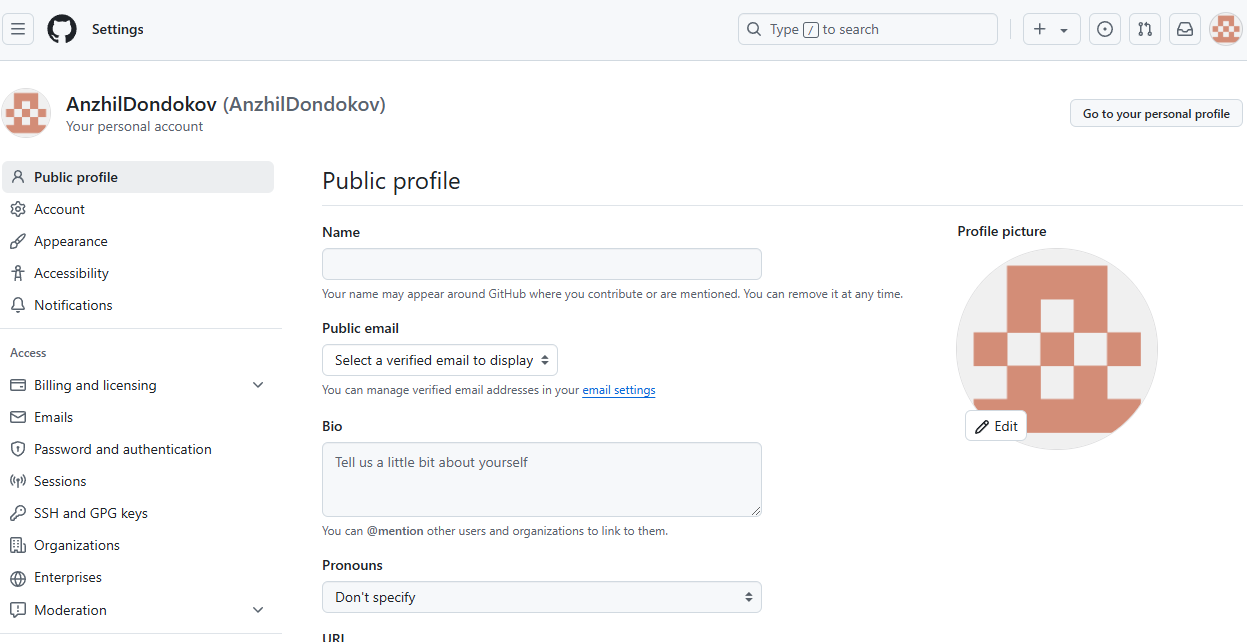 Settings
Type / to search
AnzhilDondokov (AnzhilDondokov)
Your personal account
Go to your personal profile
Public profile
Account
Appearance
Accessibility
Notifications
Access
Billing and licensing
Emails
Password and authentication
Sessions
SSH and GPG keys
Organizations
Enterprises
Moderation
Public profile
Name
Your name may appear around GitHub where you contribute or are mentioned. You can remove it at any time.
Public email
Select a verified email to display
You can manage verified email addresses in your email settings
Bio
Tell us a little bit about yourself
You can @mention other users and organizations to link to them.
Pronouns
Don't specify
URL
Profile picture
Edit